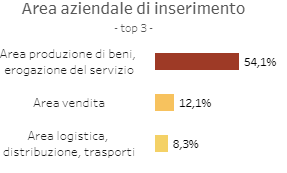 Area aziendale di inserimento
- top 3 -
Area produzione di beni,
erogazione del servizio
54,1%
Area vendita
12,1%
Area logistica,
distribuzione, trasporti
8,3%